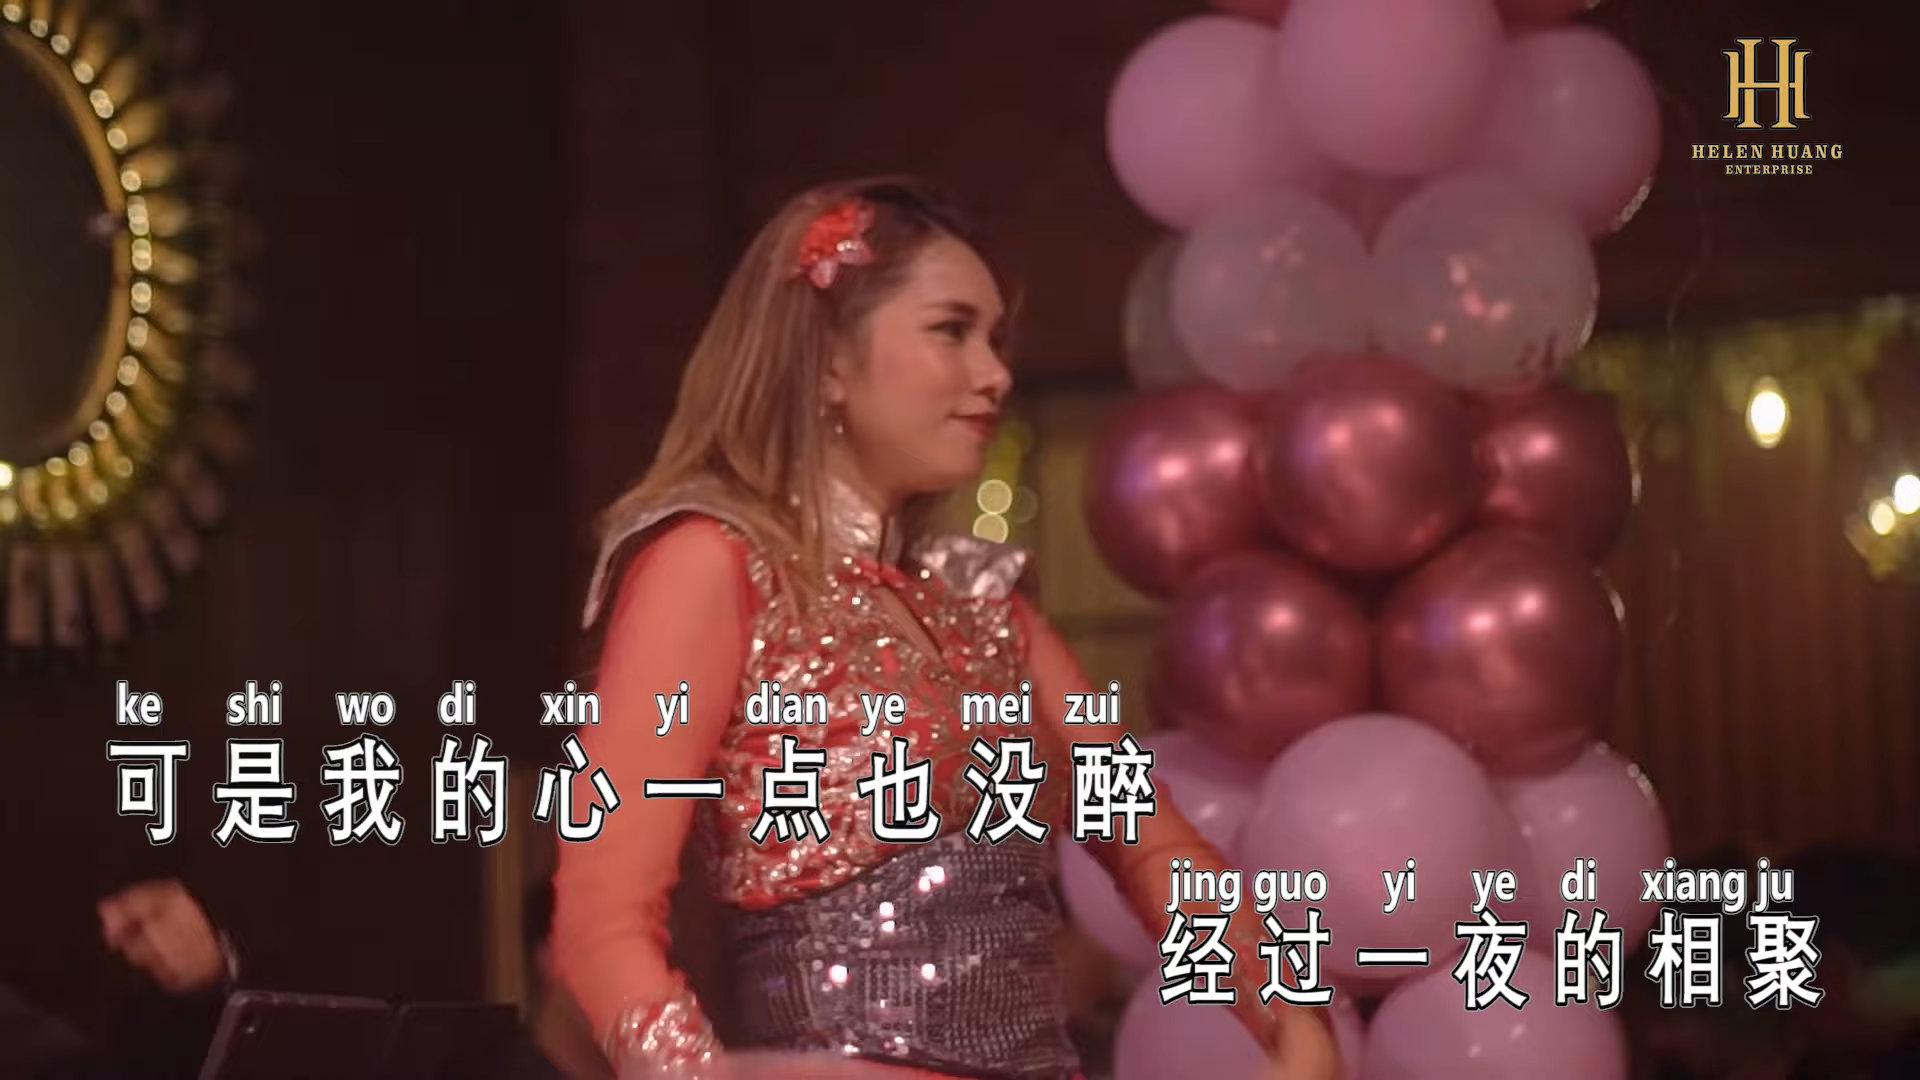 HH
HELEN HUANG
ENTERPRISE
ke shi wo di xin yi dian ye mei zui
可是我的心一点也没醉
jing guo yi ye di xiang ju
经过一夜的相聚